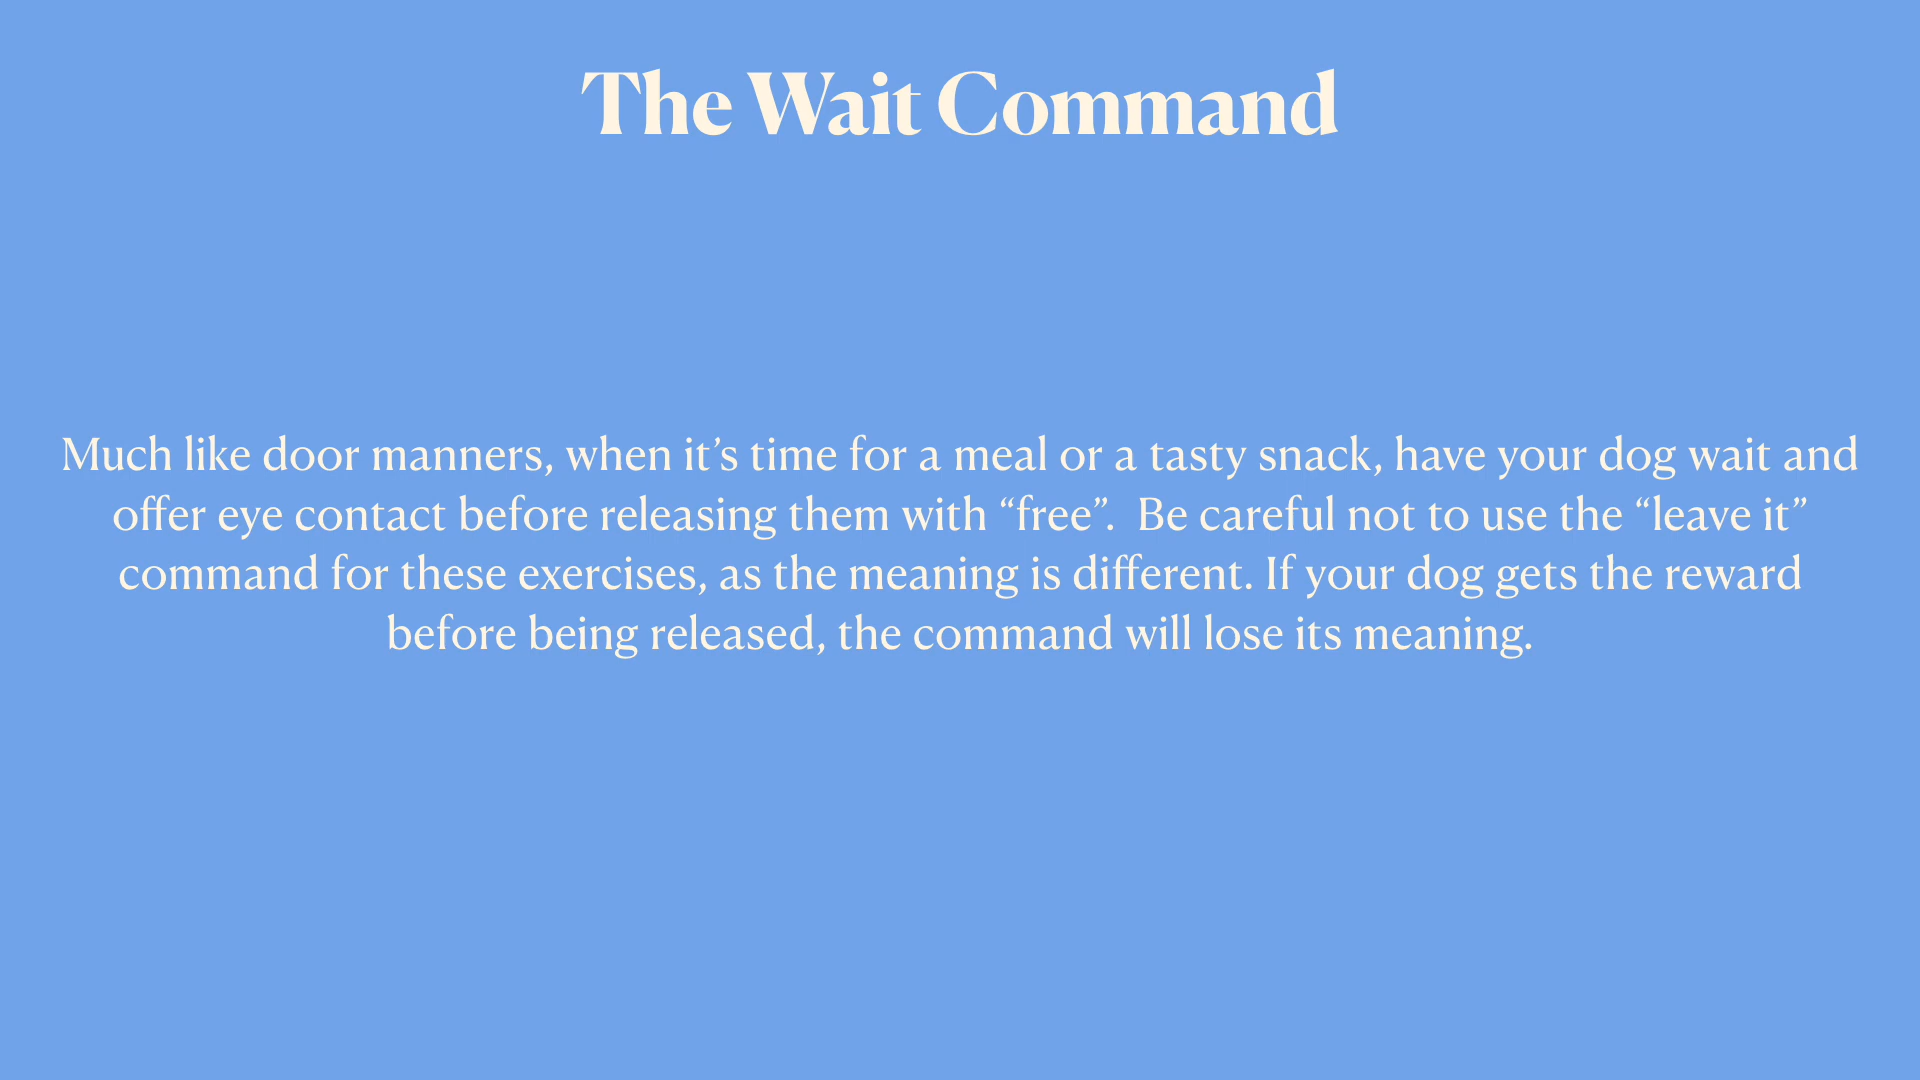 The Wait Command
Much like door manners, when it’s time for a meal or a tasty snack, have your dog wait and
offer eye contact before releasing them with “free”.  Be careful not to use the “leave it”
command for these exercises, as the meaning is different. If your dog gets the reward
before being released, the command will lose its meaning.